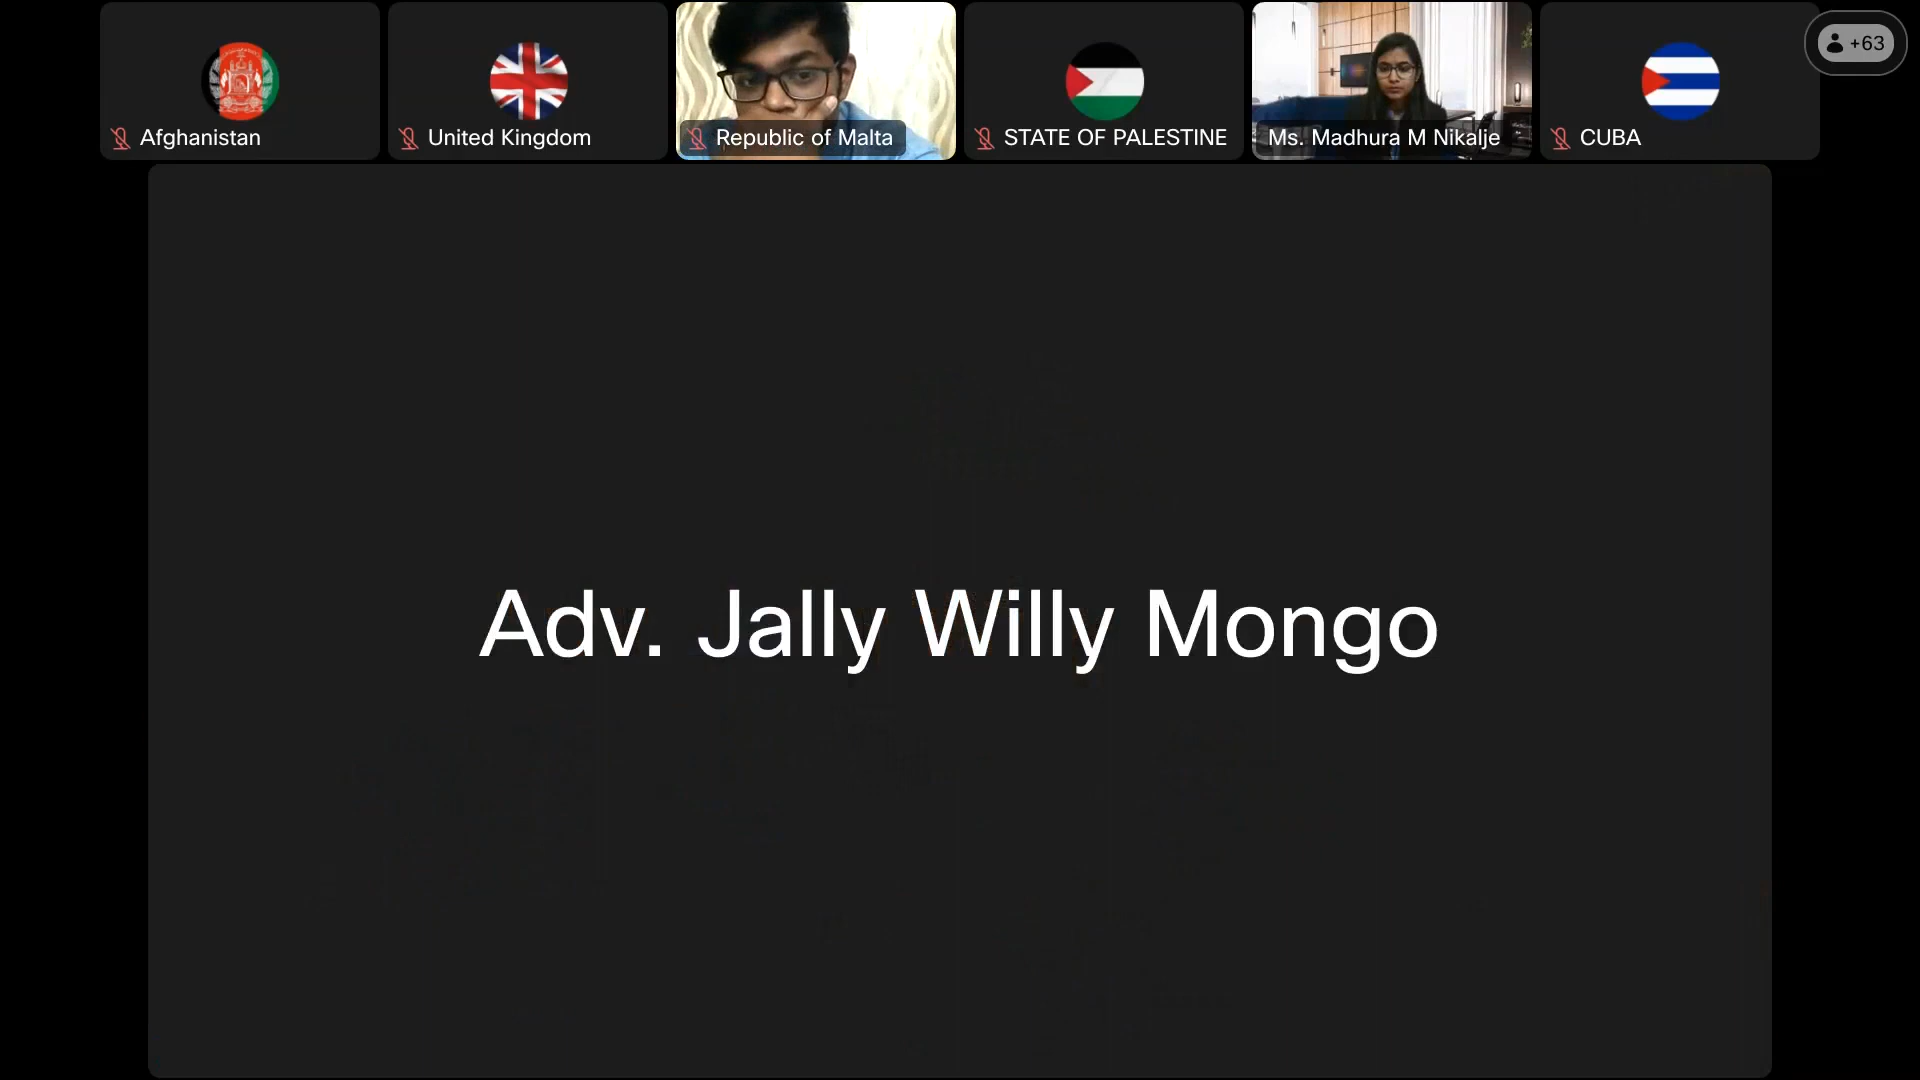 Afghanistan
United Kingdom
Republic of Malta
STATE OF PALESTINE
Ms. Madhura M Nikalje
CUBA
+63
Adv. Jally Willy Mongo